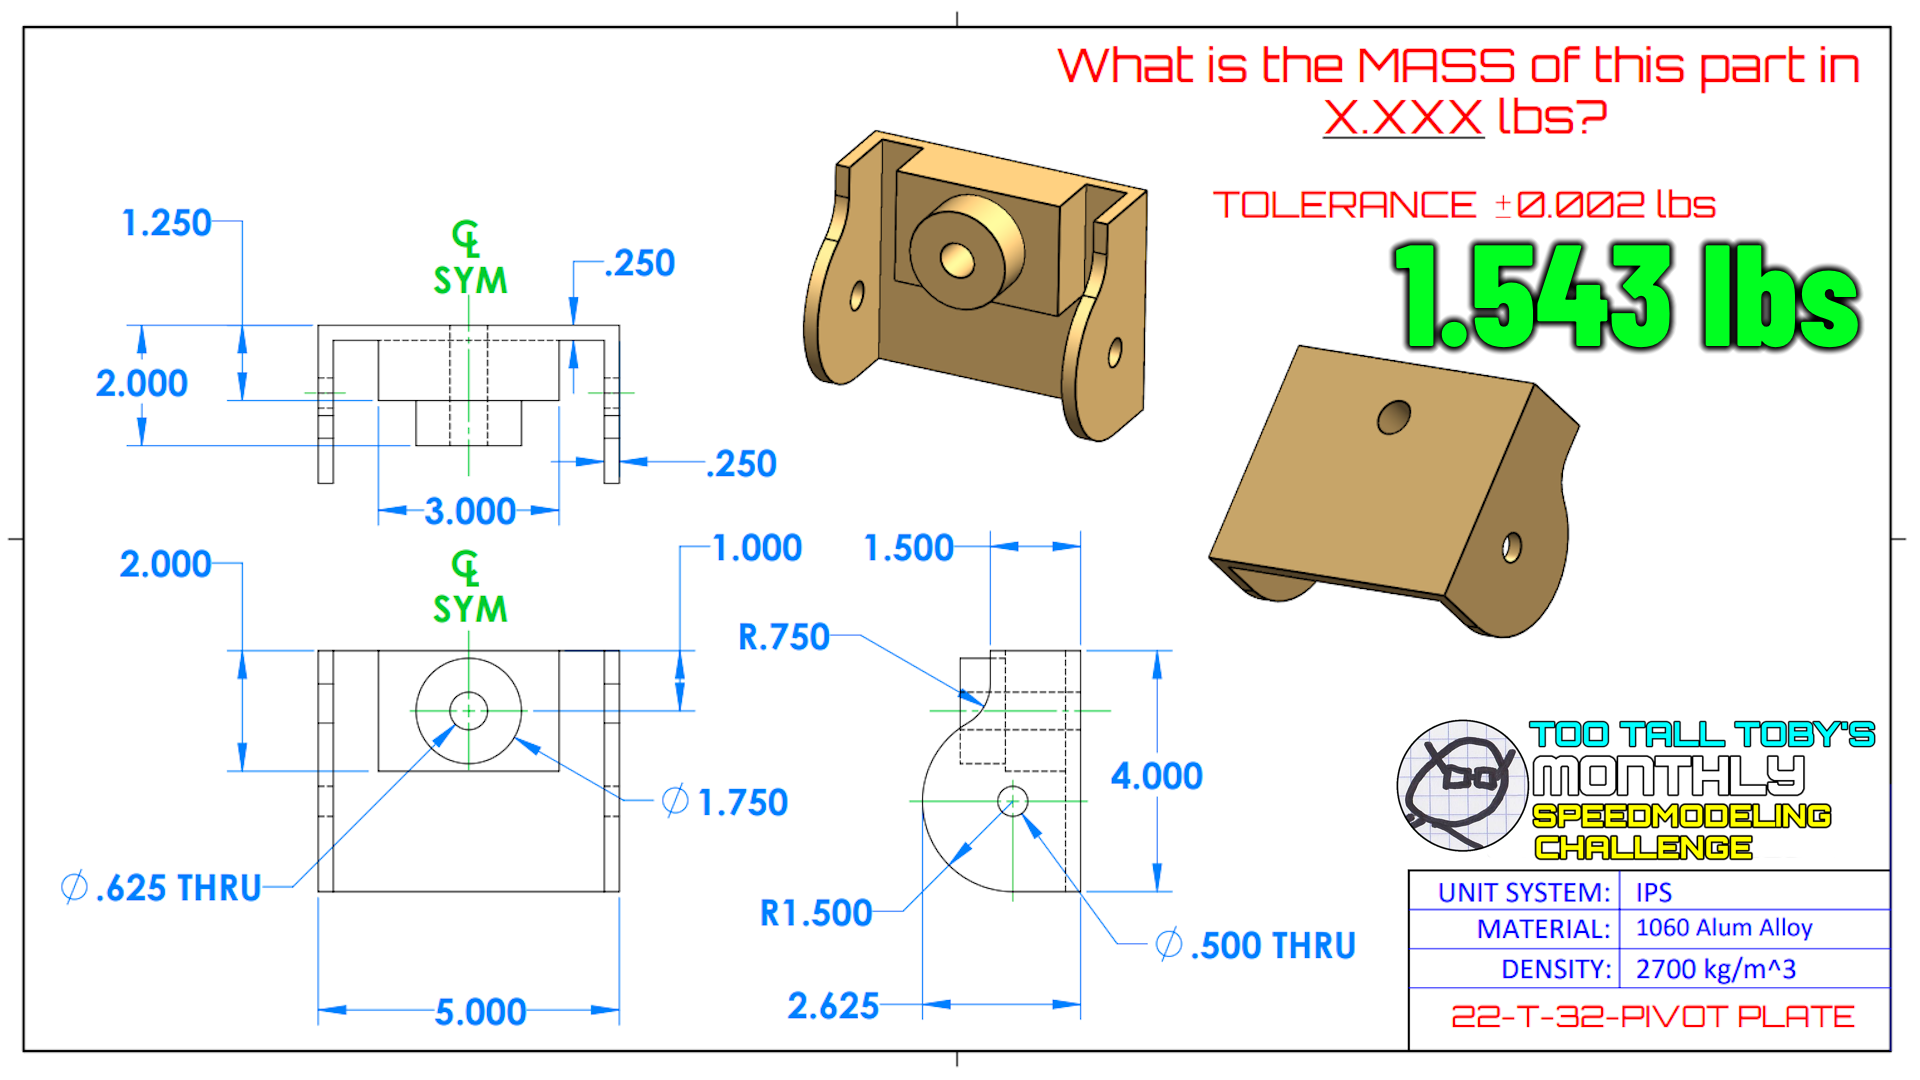 What is the MASS of this part in
X.XXX lbs?
TOLERANCE ±0.002 lbs
1.543 lbs
1.250
℄
SYM
.250
2.000
.250
3.000
2.000
℄
SYM
1.000
1.500
R.750
4.000
∅ 1.750
∅ .625 THRU
R1.500
∅ .500 THRU
5.000
2.625
TOO TALL TOBY'S
MONTHLY
SPEEDMODELING
CHALLENGE
UNIT SYSTEM: IPS
MATERIAL: 1060 Alum Alloy
DENSITY: 2700 kg/m^3
22-T-32-PIVOT PLATE